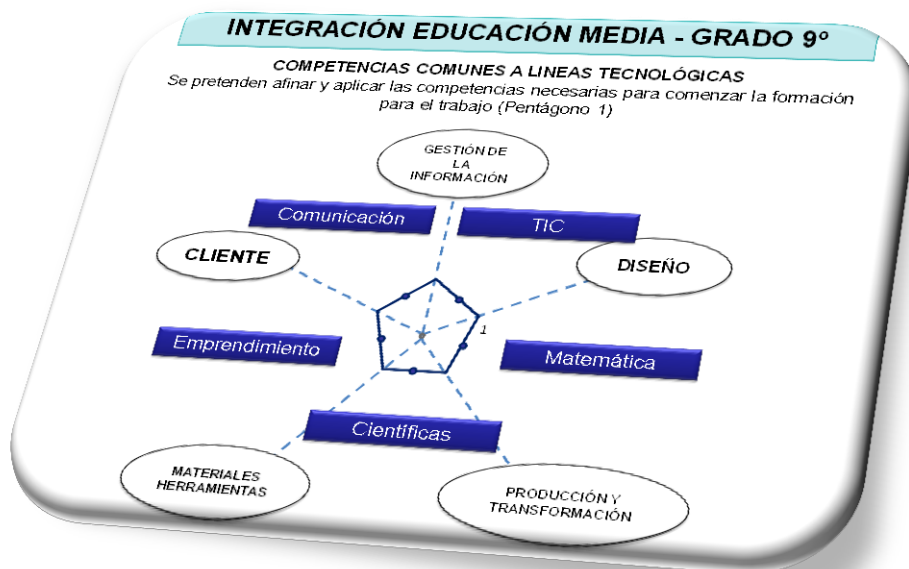 INTEGRACIÓN EDUCACIÓN MEDIA - GRADO 9º
COMPETENCIAS COMUNES A LINEAS TECNOLÓGICAS
Se pretenden afinar y aplicar las competencias necesarias para comenzar la formación
para el trabajo (Pentágono 1)
GESTIÓN DE
LA
INFORMACIÓN
Comunicación
TIC
CLIENTE
DISEÑO
1
Emprendimiento
Matemática
Científicas
MATERIALES
HERRAMIENTAS
PRODUCCIÓN Y
TRANSFORMACIÓN